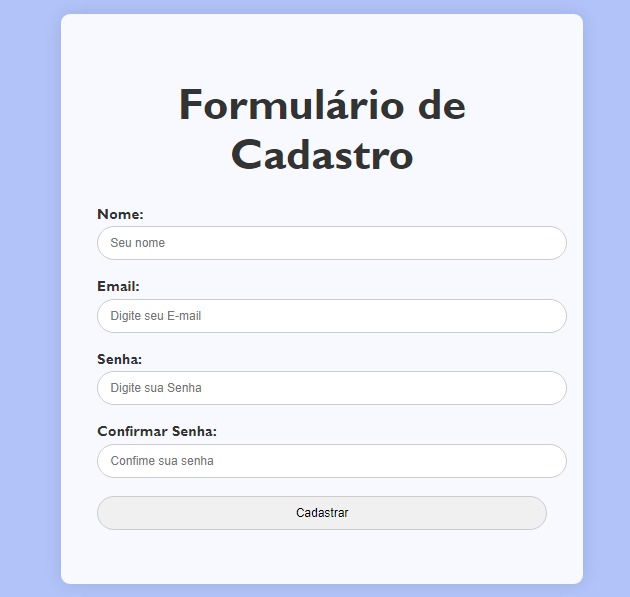 Formulário de
Cadastro
Nome:
Seu nome
Email:
Digite seu E-mail
Senha:
Digite sua Senha
Confirmar Senha:
Confime sua senha
Cadastrar